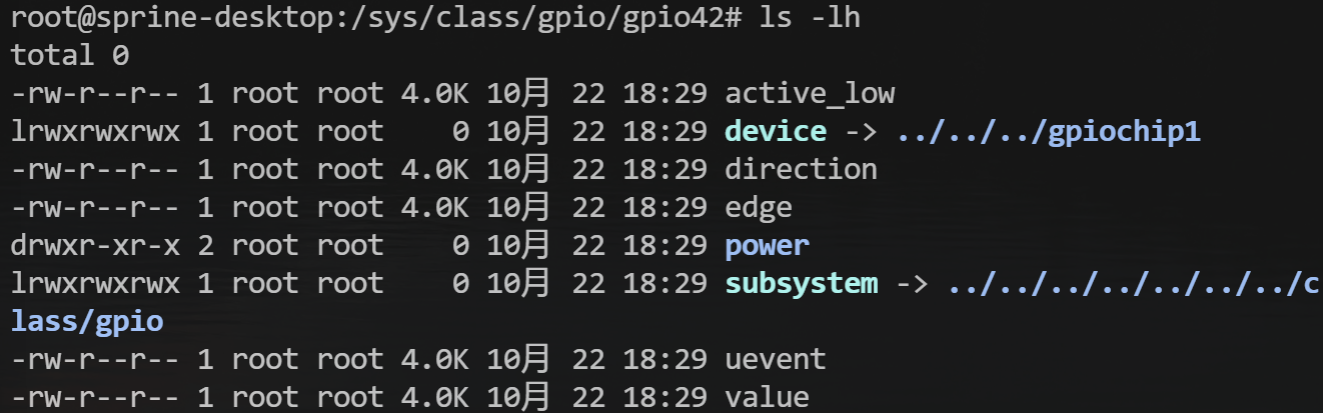 root@sprine-desktop:/sys/class/gpio/gpio42# ls -lh
total 0
-rw-r--r-- 1 root root 4.0K 10月 22 18:29 active_low
lrwxrwxrwx 1 root root    0 10月 22 18:29 device -> ../../../gpiochip1
-rw-r--r-- 1 root root 4.0K 10月 22 18:29 direction
-rw-r--r-- 1 root root 4.0K 10月 22 18:29 edge
drwxr-xr-x 2 root root    0 10月 22 18:29 power
lrwxrwxrwx 1 root root    0 10月 22 18:29 subsystem -> ../../../../../../../c
lass/gpio
-rw-r--r-- 1 root root 4.0K 10月 22 18:29 uevent
-rw-r--r-- 1 root root 4.0K 10月 22 18:29 value